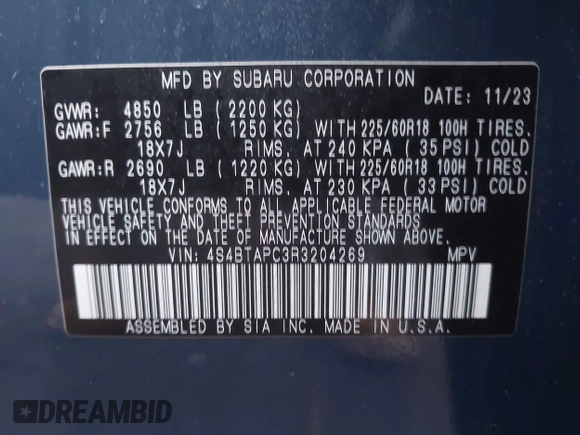 MFD BY SUBARU CORPORATION
DATE: 11/23
GVWR: 4850 LB (2200 KG)
GAWR:F 2756 LB (1250 KG) WITH 225/60R18 100H TIRES.
18X7J RIMS. AT 240 KPA (35 PSI) COLD
GAWR:R 2690 LB (1220 KG) WITH 225/60R18 100H TIRES.
18X7J RIMS. AT 230 KPA (33 PSI) COLD
THIS VEHICLE CONFORMS TO ALL APPLICABLE FEDERAL MOTOR
VEHICLE SAFETY AND THEFT PREVENTION STANDARDS
IN EFFECT ON THE DATE OF MANUFACTURE SHOWN ABOVE.
VIN: 4S4BTAPC3R3204269 MPV
ASSEMBLED BY SIA INC. MADE IN U.S.A.
DREAMBID